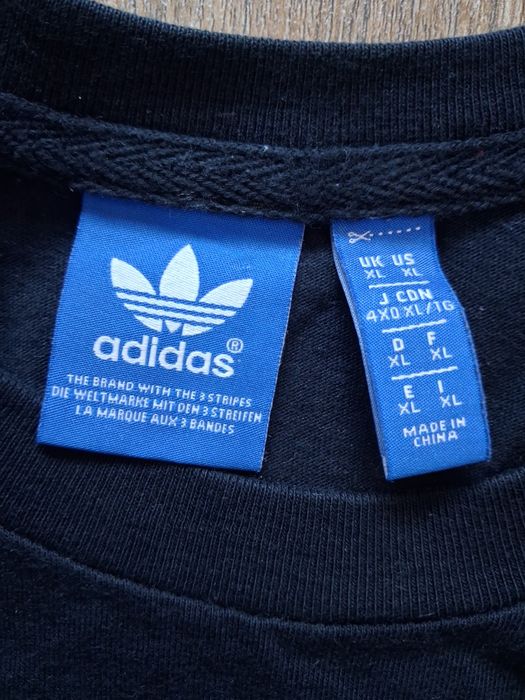 adidas®
THE BRAND WITH THE 3 STRIPES
DIE WELTMARKE MIT DEN 3 STREIFEN
LA MARQUE AUX 3 BANDES
UK US
XL XL
J CDN
4XO XL/TG
D F
XL XL
E I
XL XL
MADE IN
CHINA